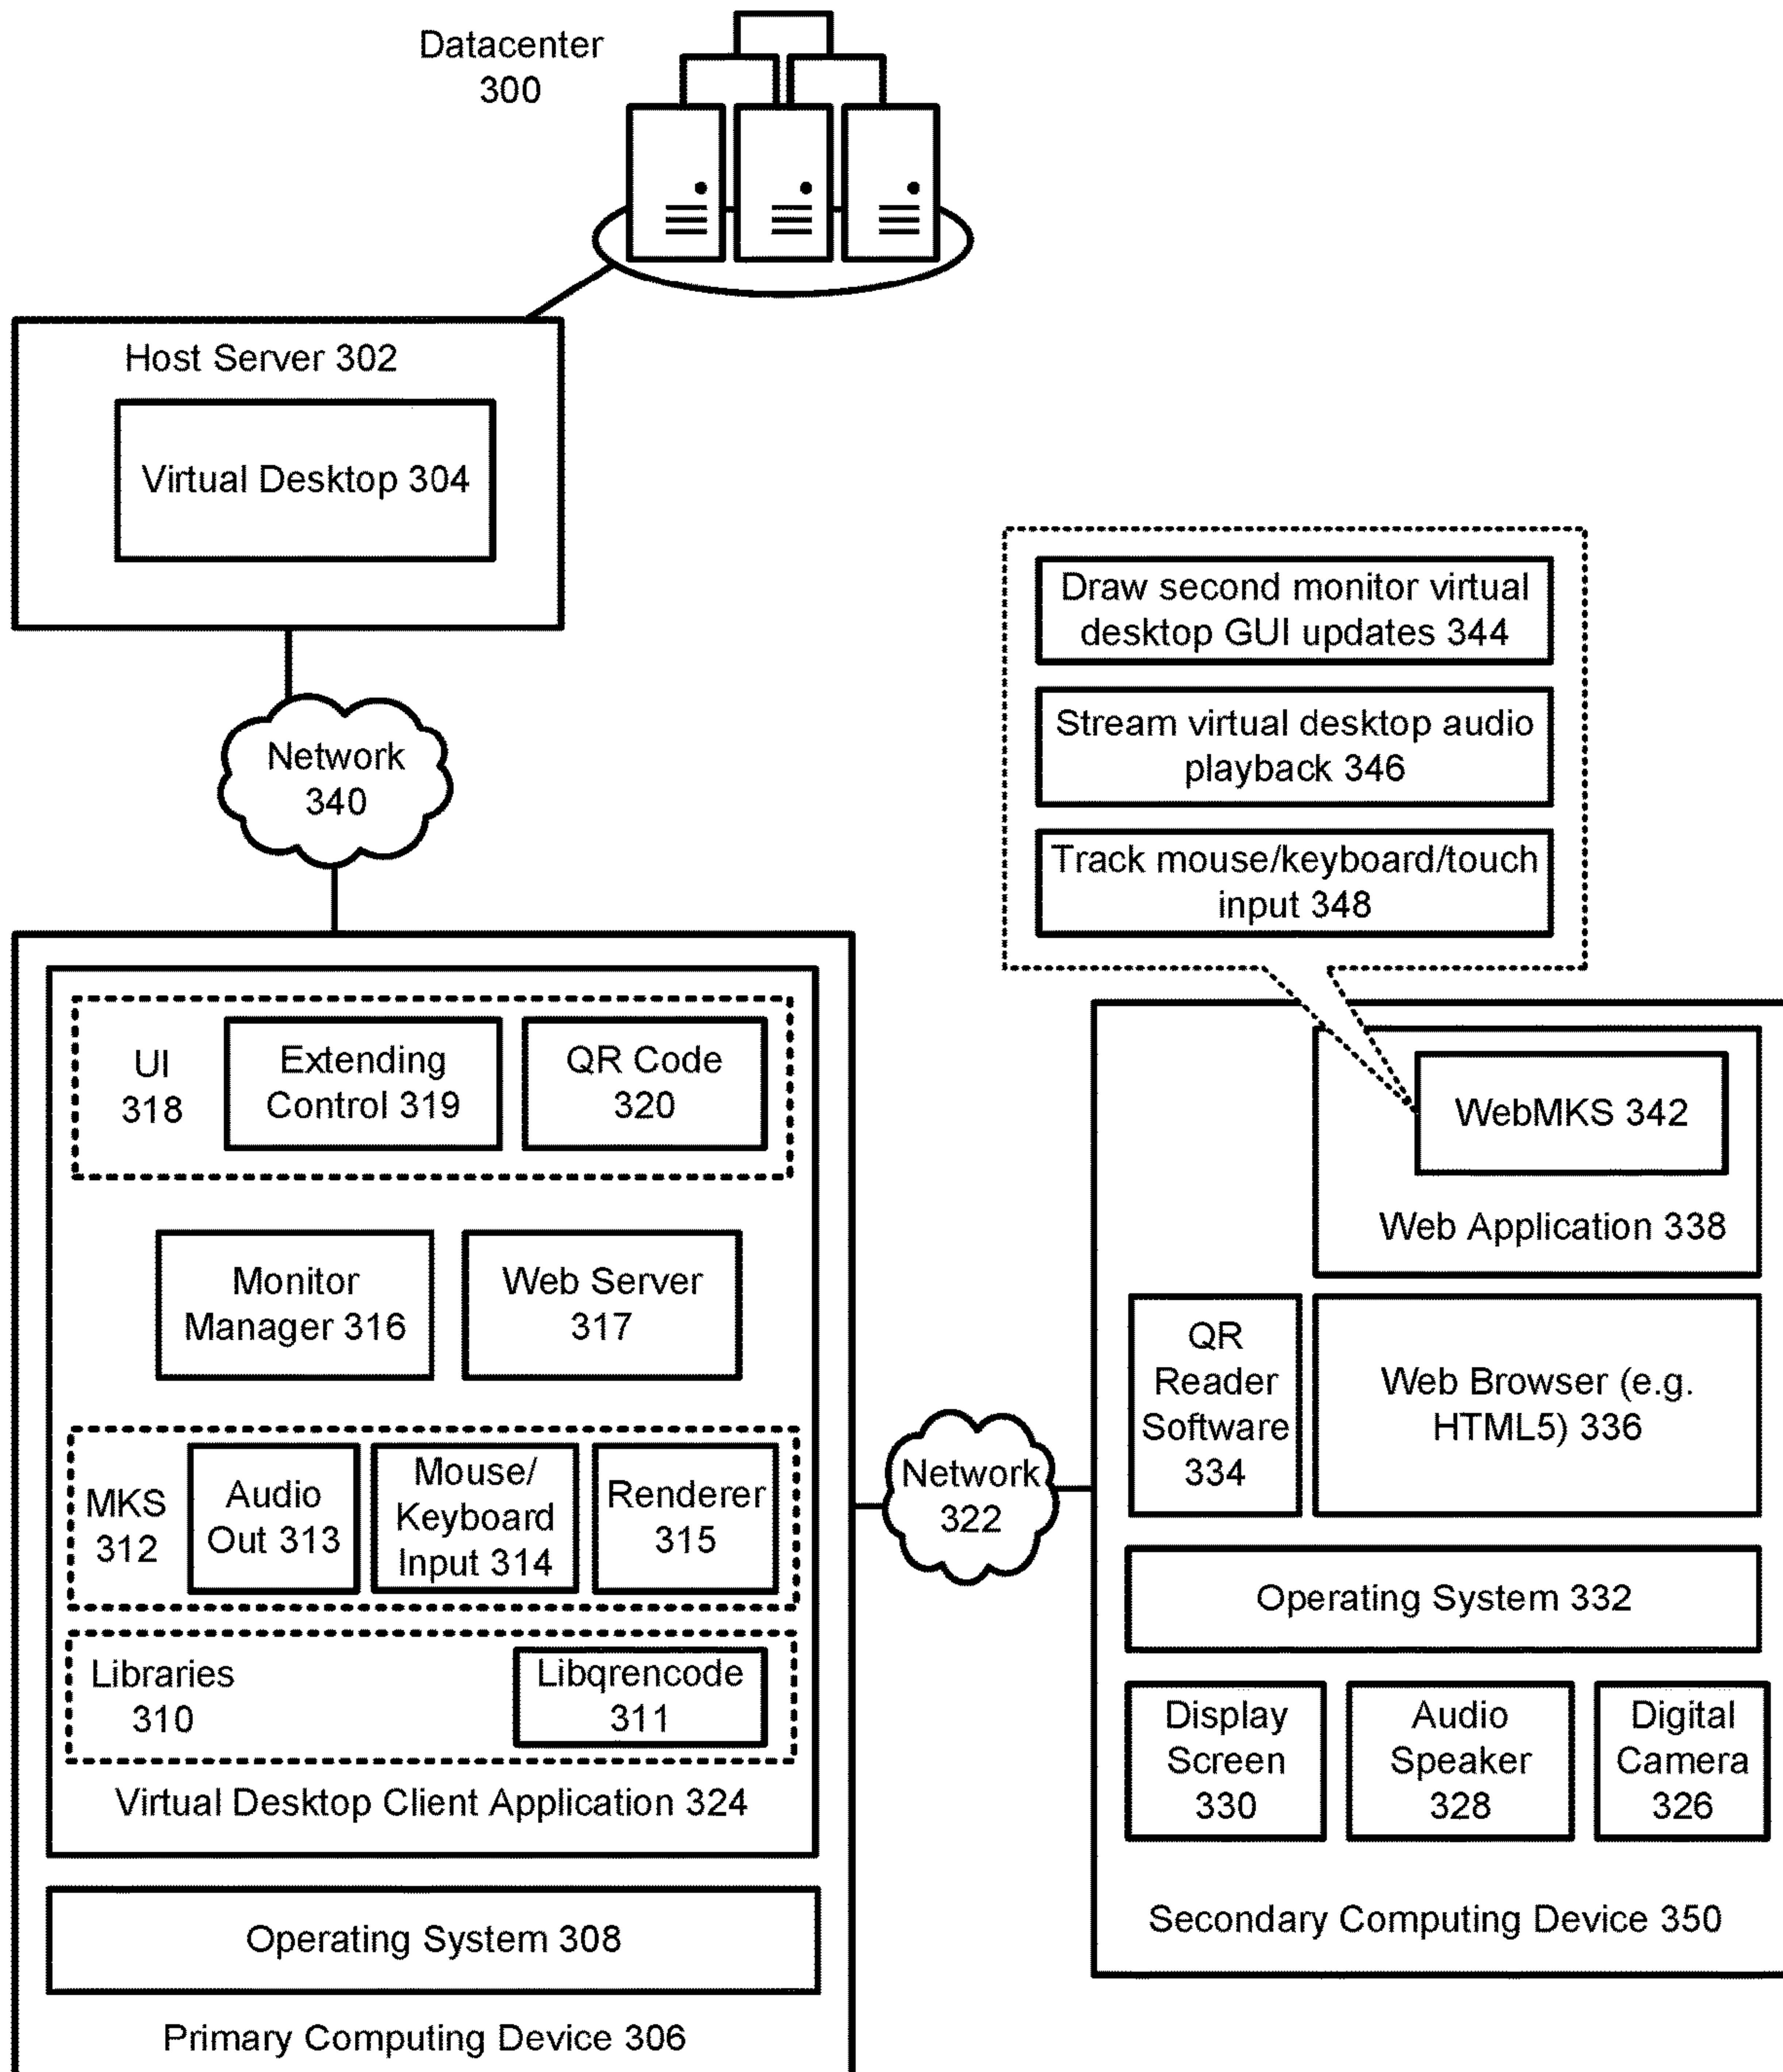 Datacenter
300
Host Server 302
Virtual Desktop 304
Network
340
Draw second monitor virtual
desktop GUI updates 344
Stream virtual desktop audio
playback 346
Track mouse/keyboard/touch
input 348
UI
318
Extending
Control 319
QR Code
320
Monitor
Manager 316
Web Server
317
MKS
312
Audio
Out 313
Mouse/
Keyboard
Input 314
Renderer
315
Libraries
310
Libqrencode
311
Virtual Desktop Client Application 324
Operating System 308
Primary Computing Device 306
Network
322
WebMKS 342
Web Application 338
QR
Reader
Software
334
Web Browser (e.g.
HTML5) 336
Operating System 332
Display
Screen
330
Audio
Speaker
328
Digital
Camera
326
Secondary Computing Device 350